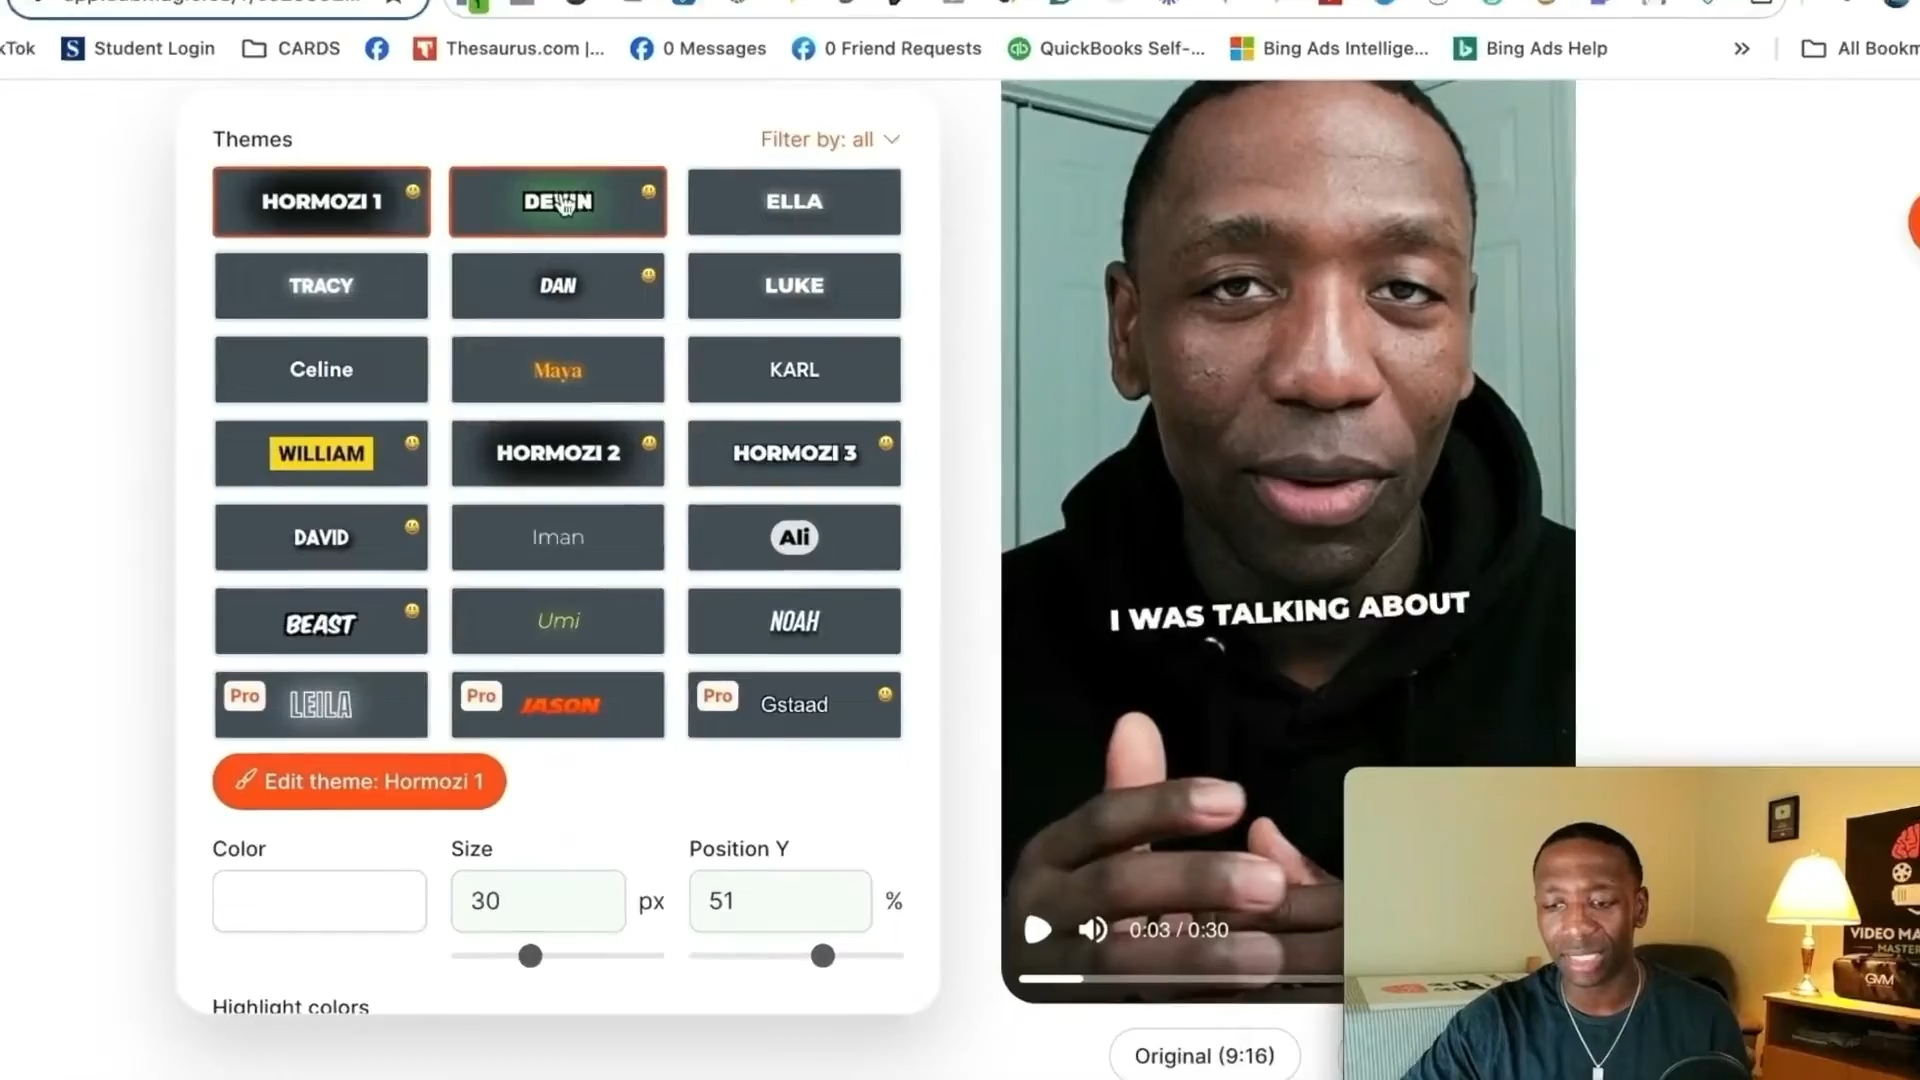 kTok
Student Login
CARDS
Thesaurus.com |...
0 Messages
0 Friend Requests
QuickBooks Self-...
Bing Ads Intellige...
Bing Ads Help
All Bookm
Themes
Filter by: all
HORMOZI 1
ELLA
TRACY
DAN
LUKE
Celine
Maya
KARL
WILLIAM
HORMOZI 2
HORMOZI 3
DAVID
Iman
Ali
BEAST
Umi
NOAH
Pro
LEILA
Pro
JASON
Pro
Gstaad
Edit theme: Hormozi 1
Color
Size
Position Y
30
px
51
%
Highlight colors
I WAS TALKING ABOUT
0:03 / 0:30
Original (9:16)
VIDEO MA
MASTER
GVM